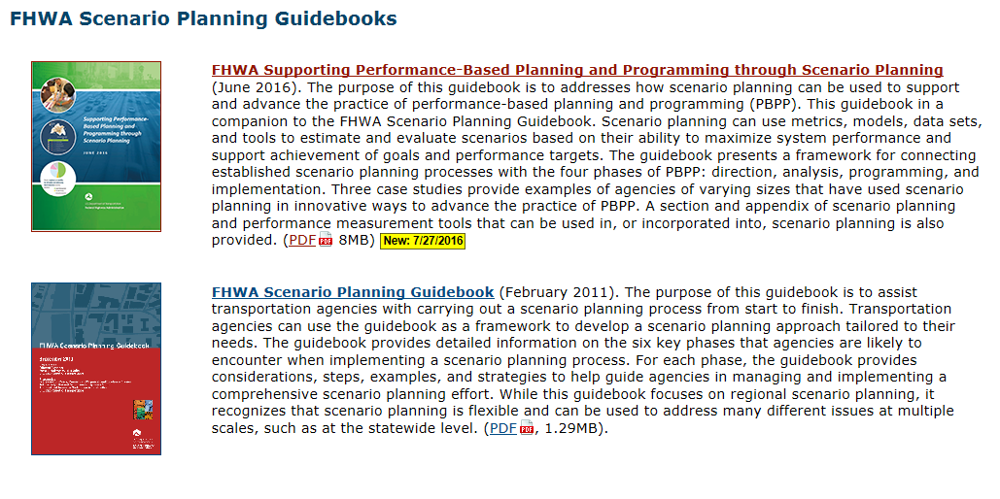 FHWA Scenario Planning Guidebooks
Supporting Performance-
Based Planning and
Programming through
Scenario Planning
JUNE 2016
FHWA Supporting Performance-Based Planning and Programming through Scenario Planning
(June 2016). The purpose of this guidebook is to addresses how scenario planning can be used to support
and advance the practice of performance-based planning and programming (PBPP). This guidebook in a
companion to the FHWA Scenario Planning Guidebook. Scenario planning can use metrics, models, data sets,
and tools to estimate and evaluate scenarios based on their ability to maximize system performance and
support achievement of goals and performance targets. The guidebook presents a framework for connecting
established scenario planning processes with the four phases of PBPP: direction, analysis, programming, and
implementation. Three case studies provide examples of agencies of varying sizes that have used scenario
planning in innovative ways to advance the practice of PBPP. A section and appendix of scenario planning
and performance measurement tools that can be used in, or incorporated into, scenario planning is also
provided. (PDF PDF 8MB) New: 7/27/2016
FHWA Scenario Planning Guidebook
FHWA Scenario Planning Guidebook (February 2011). The purpose of this guidebook is to assist
transportation agencies with carrying out a scenario planning process from start to finish. Transportation
agencies can use the guidebook as a framework to develop a scenario planning approach tailored to their
needs. The guidebook provides detailed information on the six key phases that agencies are likely to
encounter when implementing a scenario planning process. For each phase, the guidebook provides
considerations, steps, examples, and strategies to help guide agencies in managing and implementing a
comprehensive scenario planning effort. While this guidebook focuses on regional scenario planning, it
recognizes that scenario planning is flexible and can be used to address many different issues at multiple
scales, such as at the statewide level. (PDF PDF, 1.29MB).